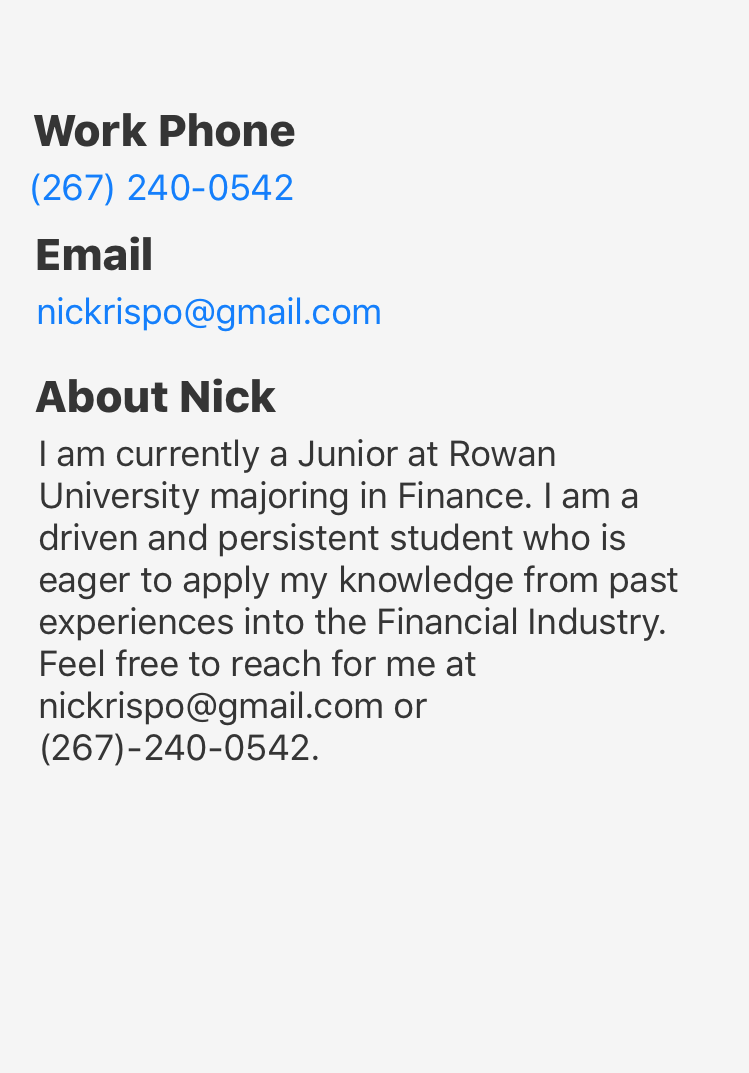 Work Phone
(267) 240-0542
Email
nickrispo@gmail.com
About Nick
I am currently a Junior at Rowan
University majoring in Finance. I am a
driven and persistent student who is
eager to apply my knowledge from past
experiences into the Financial Industry.
Feel free to reach for me at
nickrispo@gmail.com or
(267)-240-0542.